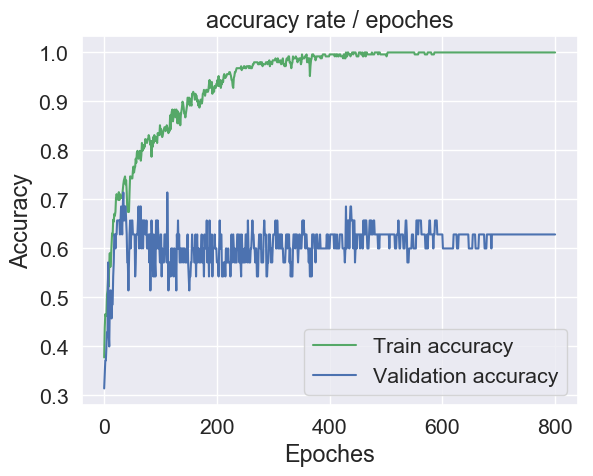 accuracy rate / epoches
1.0
0.9
0.8
0.7
0.6
0.5
0.4
0.3
Accuracy
Train accuracy
Validation accuracy
0 200 400 600 800
Epoches